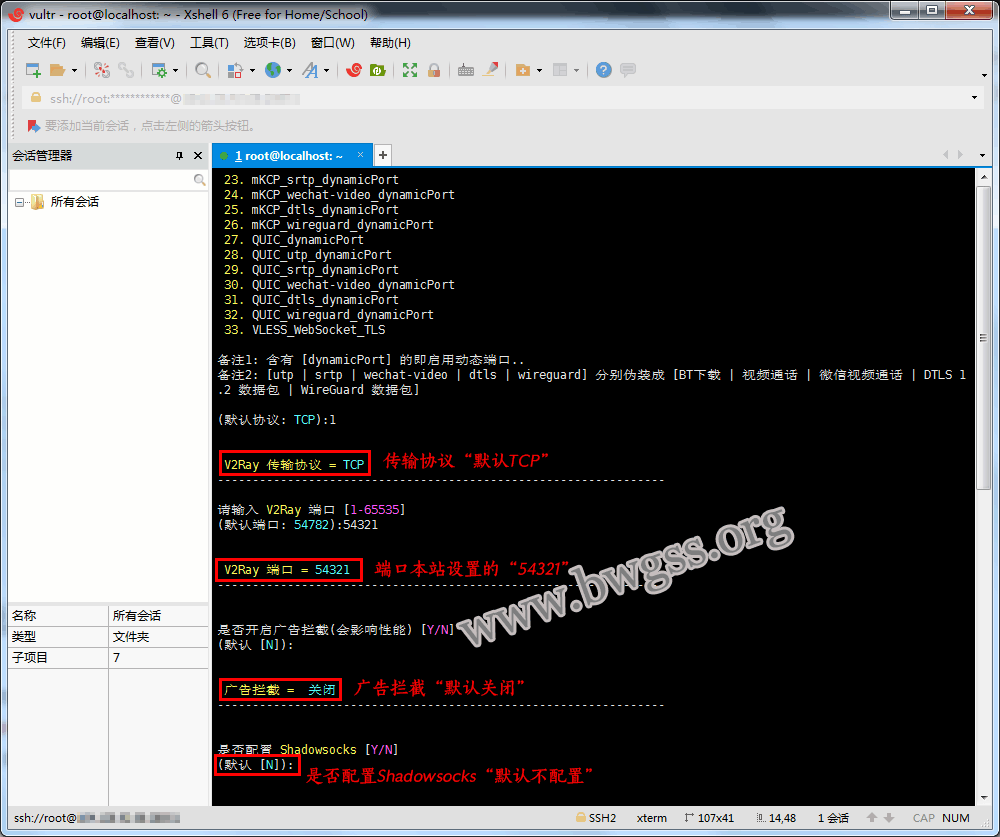 vultr - root@localhost: ~ - Xshell 6 (Free for Home/School)
文件(F) 编辑(E) 查看(V) 工具(T) 选项卡(B) 窗口(W) 帮助(H)
ssh://root:************@
要添加当前会话，点击左侧的箭头按钮。
会话管理器
1 root@localhost: ~
所有会话
23. mKCP_srtp_dynamicPort
24. mKCP_wechat-video_dynamicPort
25. mKCP_dtls_dynamicPort
26. mKCP_wireguard_dynamicPort
27. QUIC_dynamicPort
28. QUIC_utp_dynamicPort
29. QUIC_srtp_dynamicPort
30. QUIC_wechat-video_dynamicPort
31. QUIC_dtls_dynamicPort
32. QUIC_wireguard_dynamicPort
33. VLESS_WebSocket_TLS
备注1: 含有 [dynamicPort] 的即启用动态端口..
备注2: [utp | srtp | wechat-video | dtls | wireguard] 分别伪装成 [BT下载 | 视频通话 | 微信视频通话 | DTLS 1
.2 数据包 | WireGuard 数据包]
(默认协议: TCP):1
V2Ray 传输协议 = TCP 传输协议“默认TCP”
----------------------------------------------------------------
请输入 V2Ray 端口 [1-65535]
(默认端口: 54782):54321
V2Ray 端口 = 54321 端口本站设置的“54321”
----------------------------------------------------------------
www.bwgss.org
是否开启广告拦截(会影响性能) [Y/N]
(默认 [N]):
广告拦截 = 关闭 广告拦截“默认关闭”
----------------------------------------------------------------
是否配置 Shadowsocks [Y/N]
(默认 [N]): 是否配置Shadowsocks“默认不配置”
名称 所有会话
类型 文件夹
子项目 7
ssh://root@ SSH2 xterm 107x41 14,48 1 会话 CAP NUM